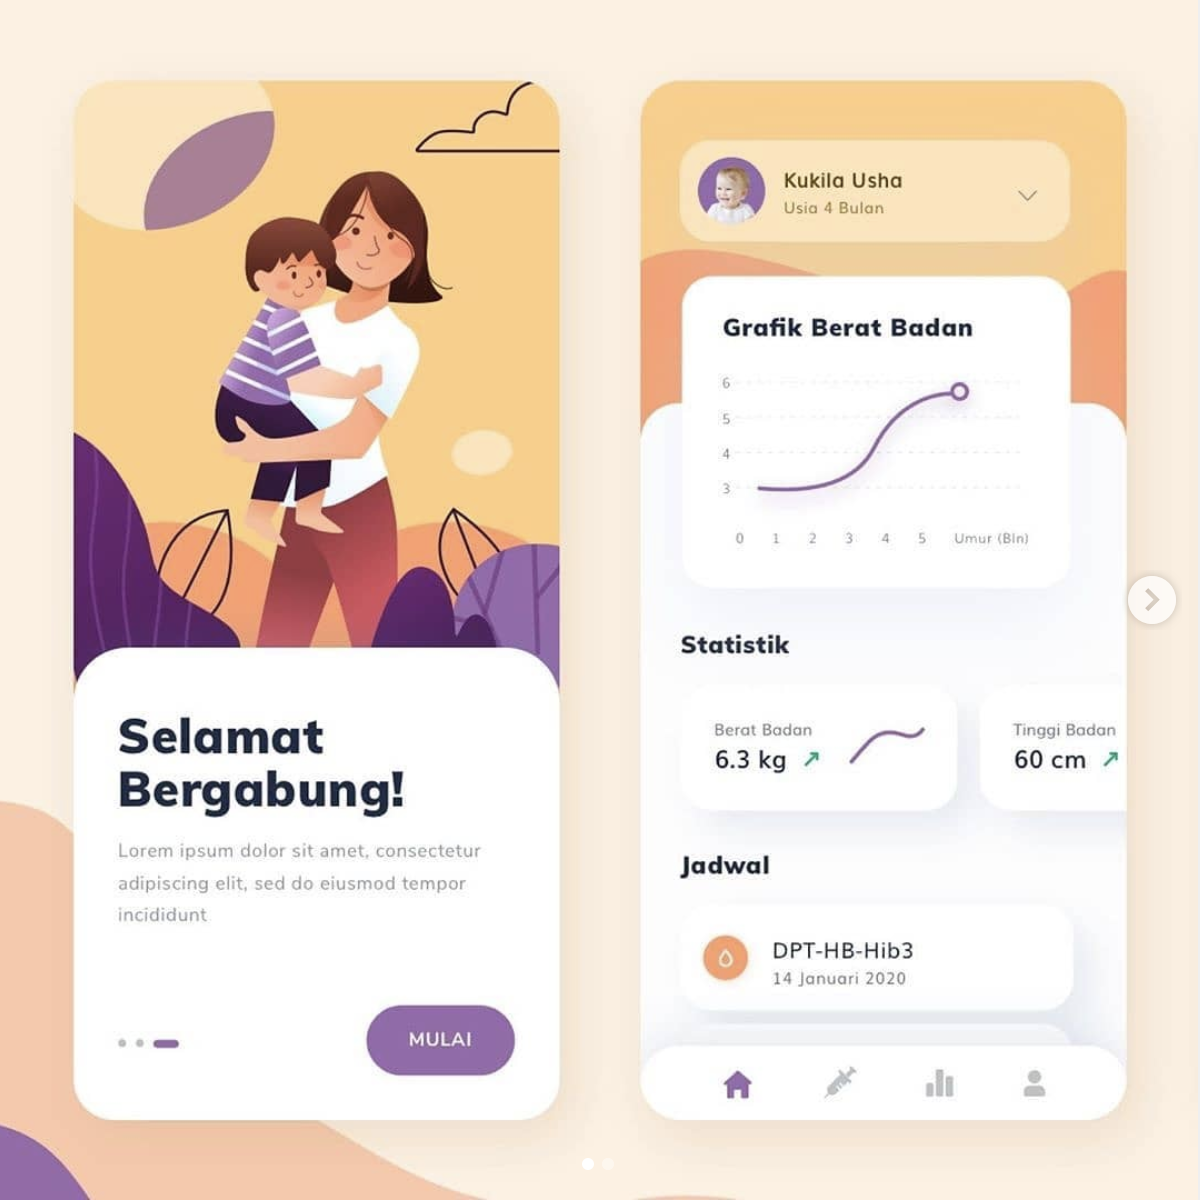 Selamat
Bergabung!
Lorem ipsum dolor sit amet, consectetur
adipiscing elit, sed do eiusmod tempor
incididunt
MULAI
Kukila Usha
Usia 4 Bulan
Grafik Berat Badan
6
5
4
3
0 1 2 3 4 5 Umur (Bln)
Statistik
Berat Badan
6.3 kg
Tinggi Badan
60 cm
Jadwal
DPT-HB-Hib3
14 Januari 2020